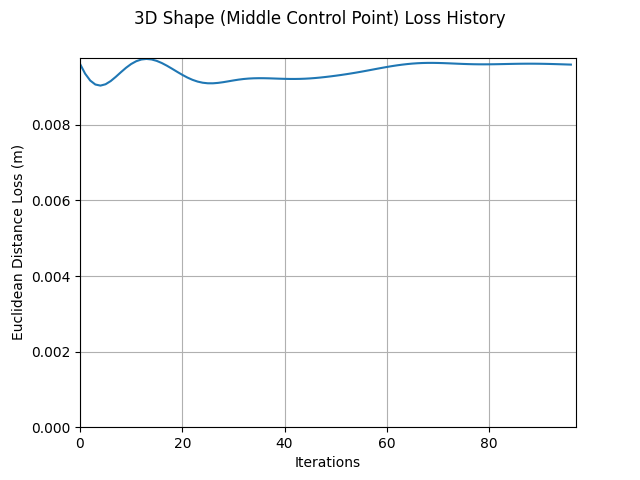 3D Shape (Middle Control Point) Loss History
Euclidean Distance Loss (m)
0.008
0.006
0.004
0.002
0.000
0 20 40 60 80
Iterations